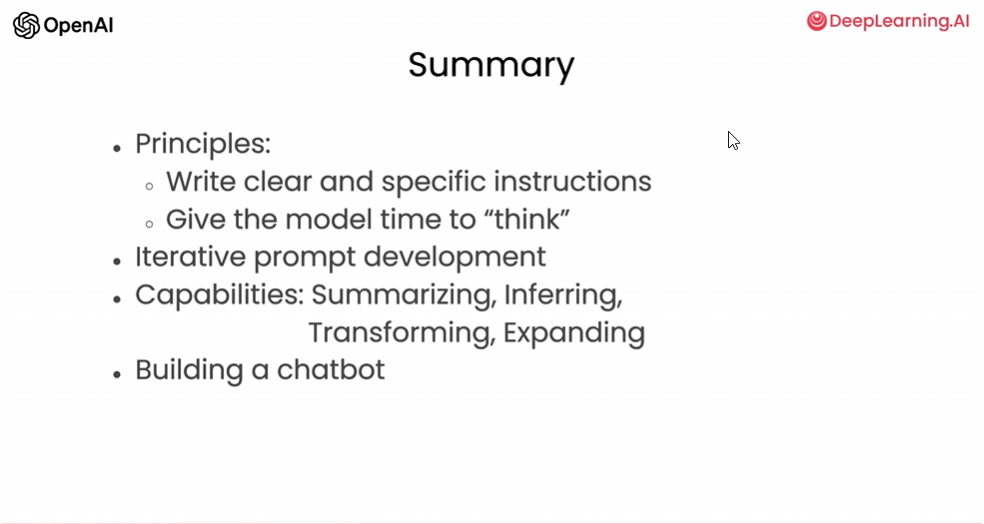 OpenAI
DeepLearning.AI
Summary
• Principles:
◦ Write clear and specific instructions
◦ Give the model time to “think”
• Iterative prompt development
• Capabilities: Summarizing, Inferring,
Transforming, Expanding
• Building a chatbot